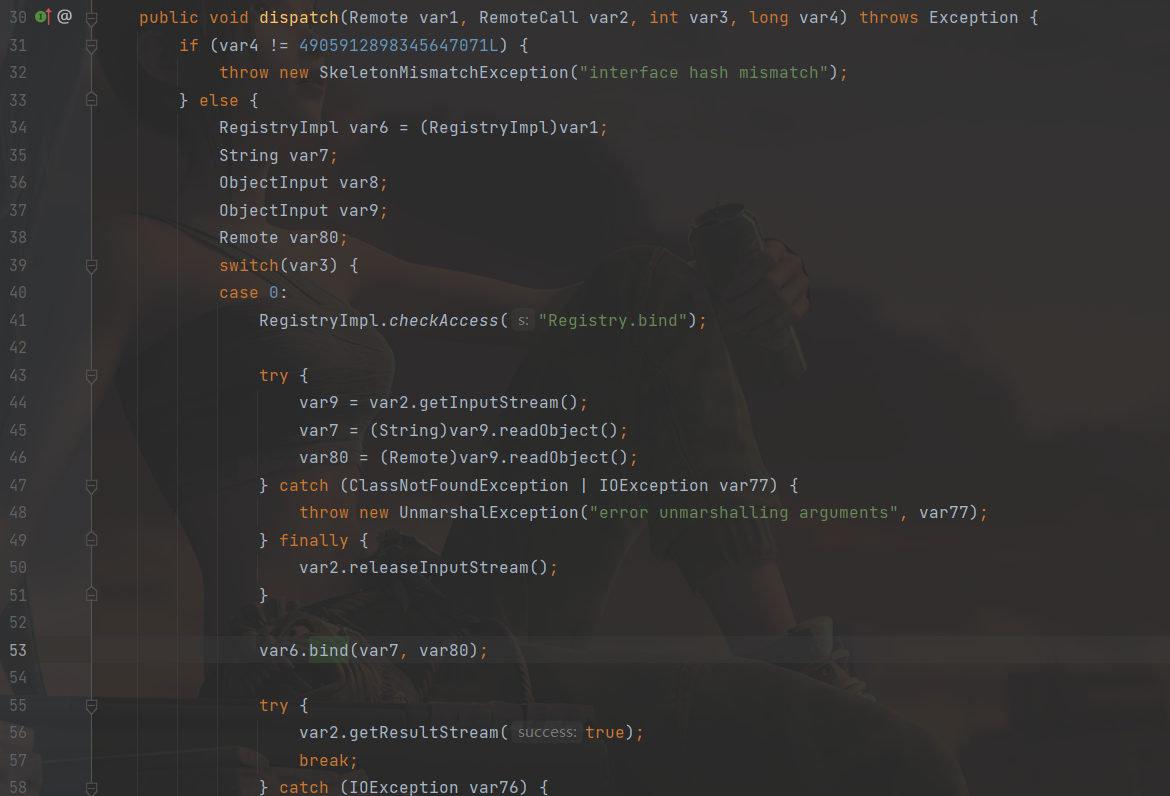 30 @ public void dispatch(Remote var1, RemoteCall var2, int var3, long var4) throws Exception {
31 if (var4 != 4905912898345647071L) {
32 throw new SkeletonMismatchException("interface hash mismatch");
33 } else {
34 RegistryImpl var6 = (RegistryImpl)var1;
35 String var7;
36 ObjectInput var8;
37 ObjectInput var9;
38 Remote var80;
39 switch(var3) {
40 case 0:
41 RegistryImpl.checkAccess( s: "Registry.bind");
42
43 try {
44 var9 = var2.getInputStream();
45 var7 = (String)var9.readObject();
46 var80 = (Remote)var9.readObject();
47 } catch (ClassNotFoundException | IOException var77) {
48 throw new UnmarshalException("error unmarshalling arguments", var77);
49 } finally {
50 var2.releaseInputStream();
51 }
52
53 var6.bind(var7, var80);
54
55 try {
56 var2.getResultStream( success: true);
57 break;
58 } catch (IOException var76) {